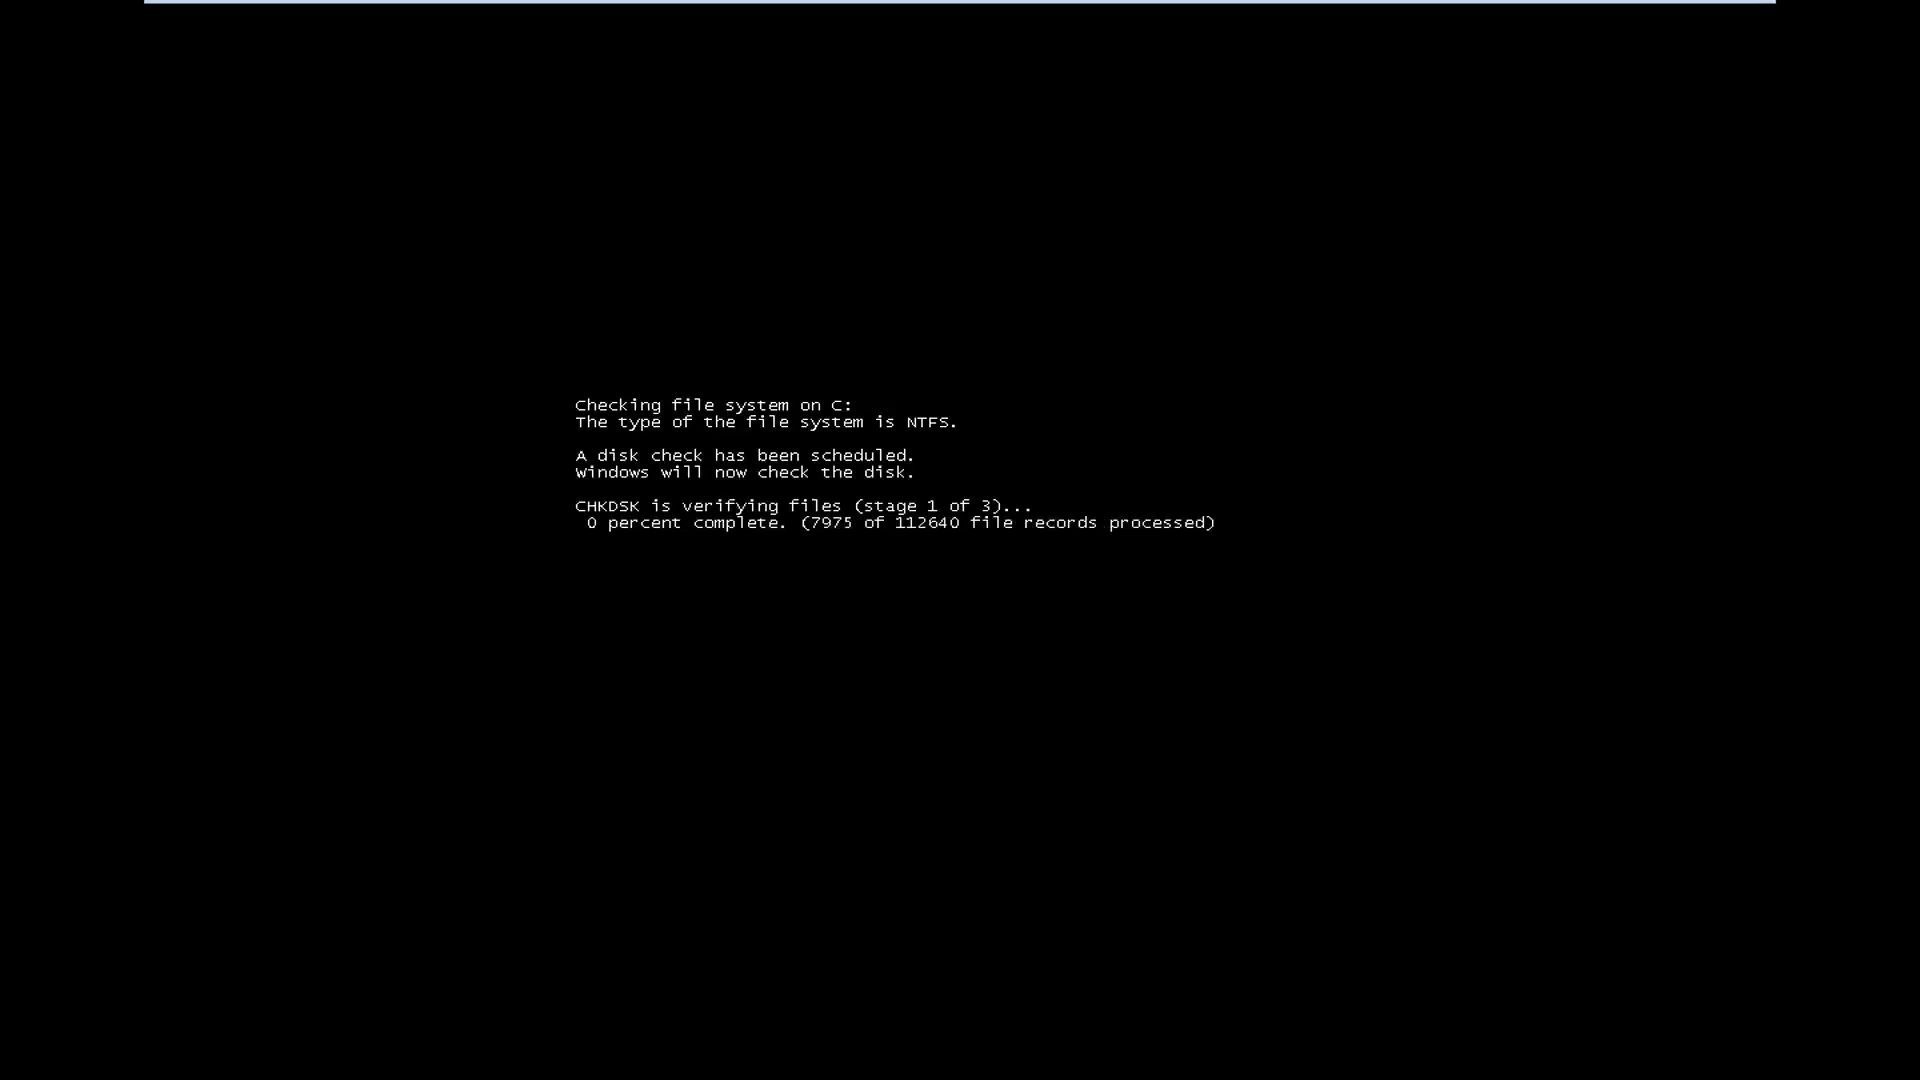 Checking file system on C:
The type of the file system is NTFS.
A disk check has been scheduled.
Windows will now check the disk.
CHKDSK is verifying files (stage 1 of 3)...
0 percent complete. (7975 of 112640 file records processed)